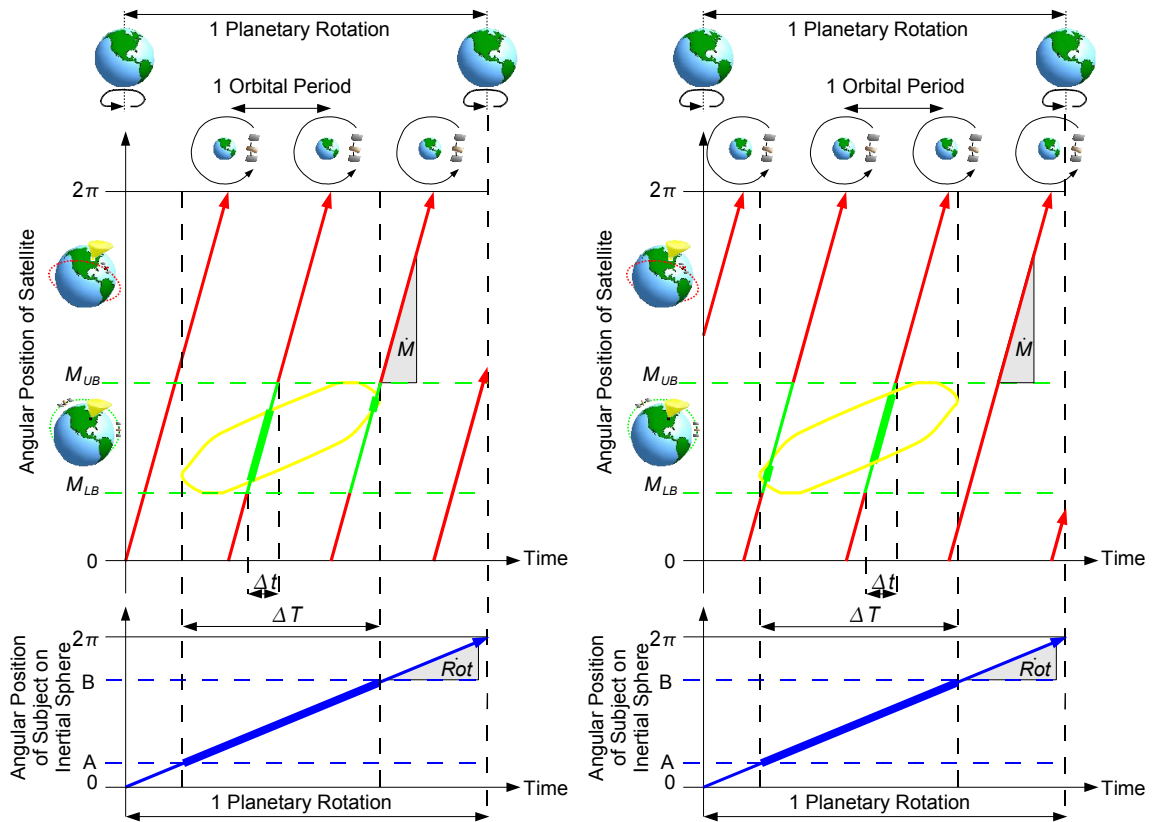 1 Planetary Rotation
1 Orbital Period
2π
Angular Position of Satellite
Ṁ
M_UB
M_LB
0
Time
Δt
ΔT
2π
B
A
0
Angular Position
of Subject on
Inertial Sphere
Ṙot
Time
1 Planetary Rotation
1 Planetary Rotation
1 Orbital Period
2π
Angular Position of Satellite
Ṁ
M_UB
M_LB
0
Time
Δt
ΔT
2π
B
A
0
Angular Position
of Subject on
Inertial Sphere
Ṙot
Time
1 Planetary Rotation